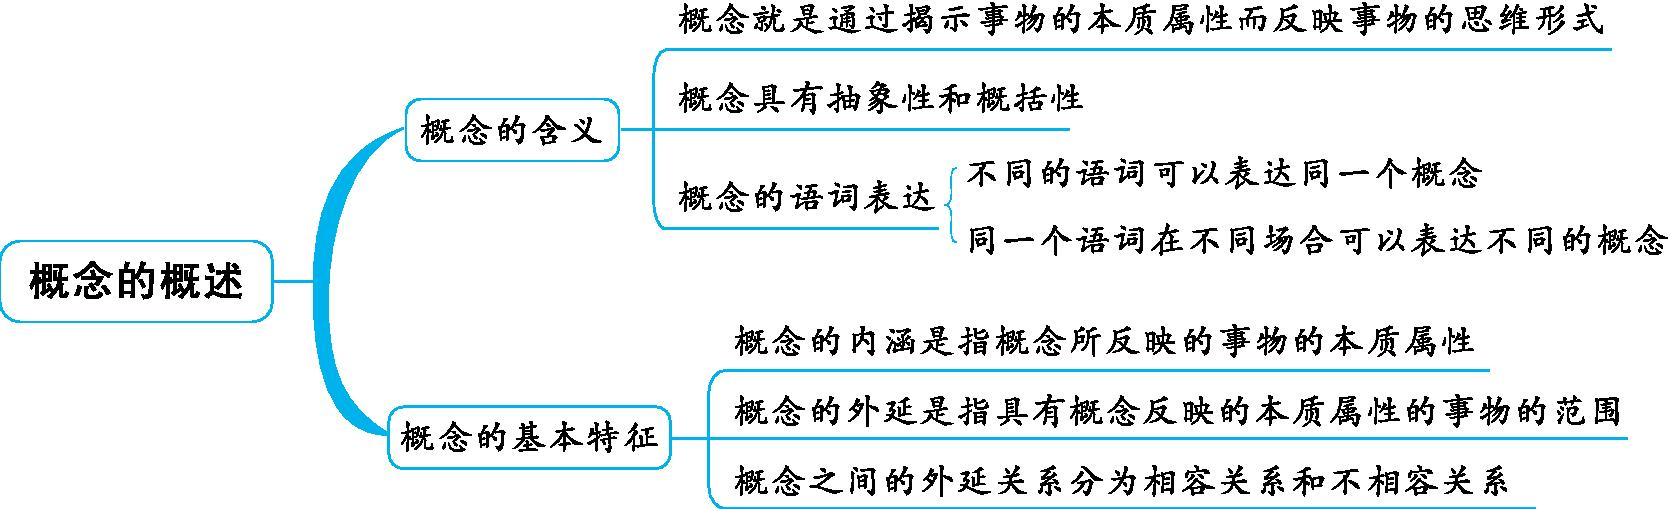 概念就是通过揭示事物的本质属性而反映事物的思维形式
概念具有抽象性和概括性
概念的含义
不同的语词可以表达同一个概念
概念的语词表达
同一个语词在不同场合可以表达不同的概念
概念的概述
概念的内涵是指概念所反映的事物的本质属性
概念的外延是指具有概念反映的本质属性的事物的范围
概念的基本特征
概念之间的外延关系分为相容关系和不相容关系